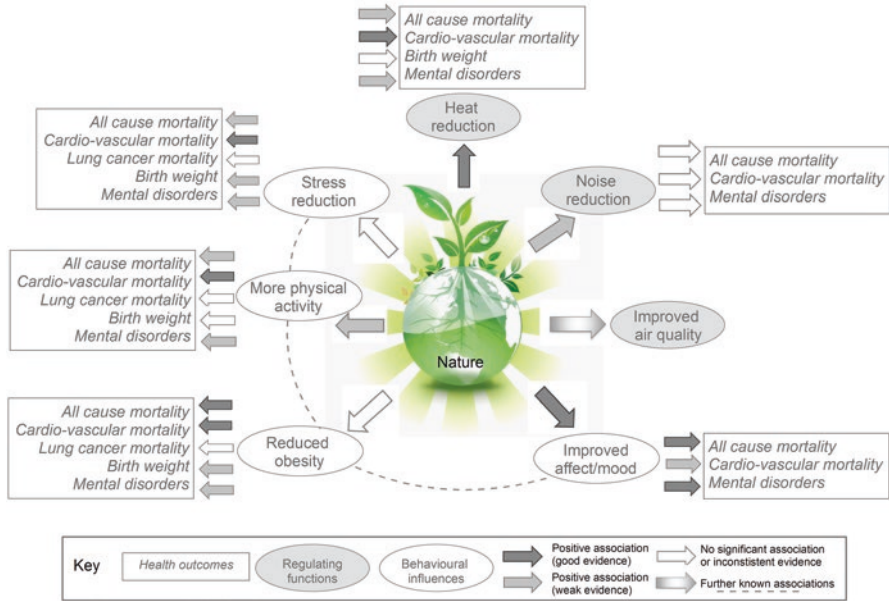 All cause mortality
Cardio-vascular mortality
Birth weight
Mental disorders
Heat
reduction
All cause mortality
Cardio-vascular mortality
Lung cancer mortality
Birth weight
Mental disorders
Stress
reduction
Noise
reduction
All cause mortality
Cardio-vascular mortality
Mental disorders
All cause mortality
Cardio-vascular mortality
Lung cancer mortality
Birth weight
Mental disorders
More physical
activity
Improved
air quality
Nature
All cause mortality
Cardio-vascular mortality
Lung cancer mortality
Birth weight
Mental disorders
Reduced
obesity
Improved
affect/mood
All cause mortality
Cardio-vascular mortality
Mental disorders
Key
Health outcomes
Regulating
functions
Behavioural
influences
Positive association
(good evidence)
Positive association
(weak evidence)
No significant association
or inconstistent evidence
Further known associations